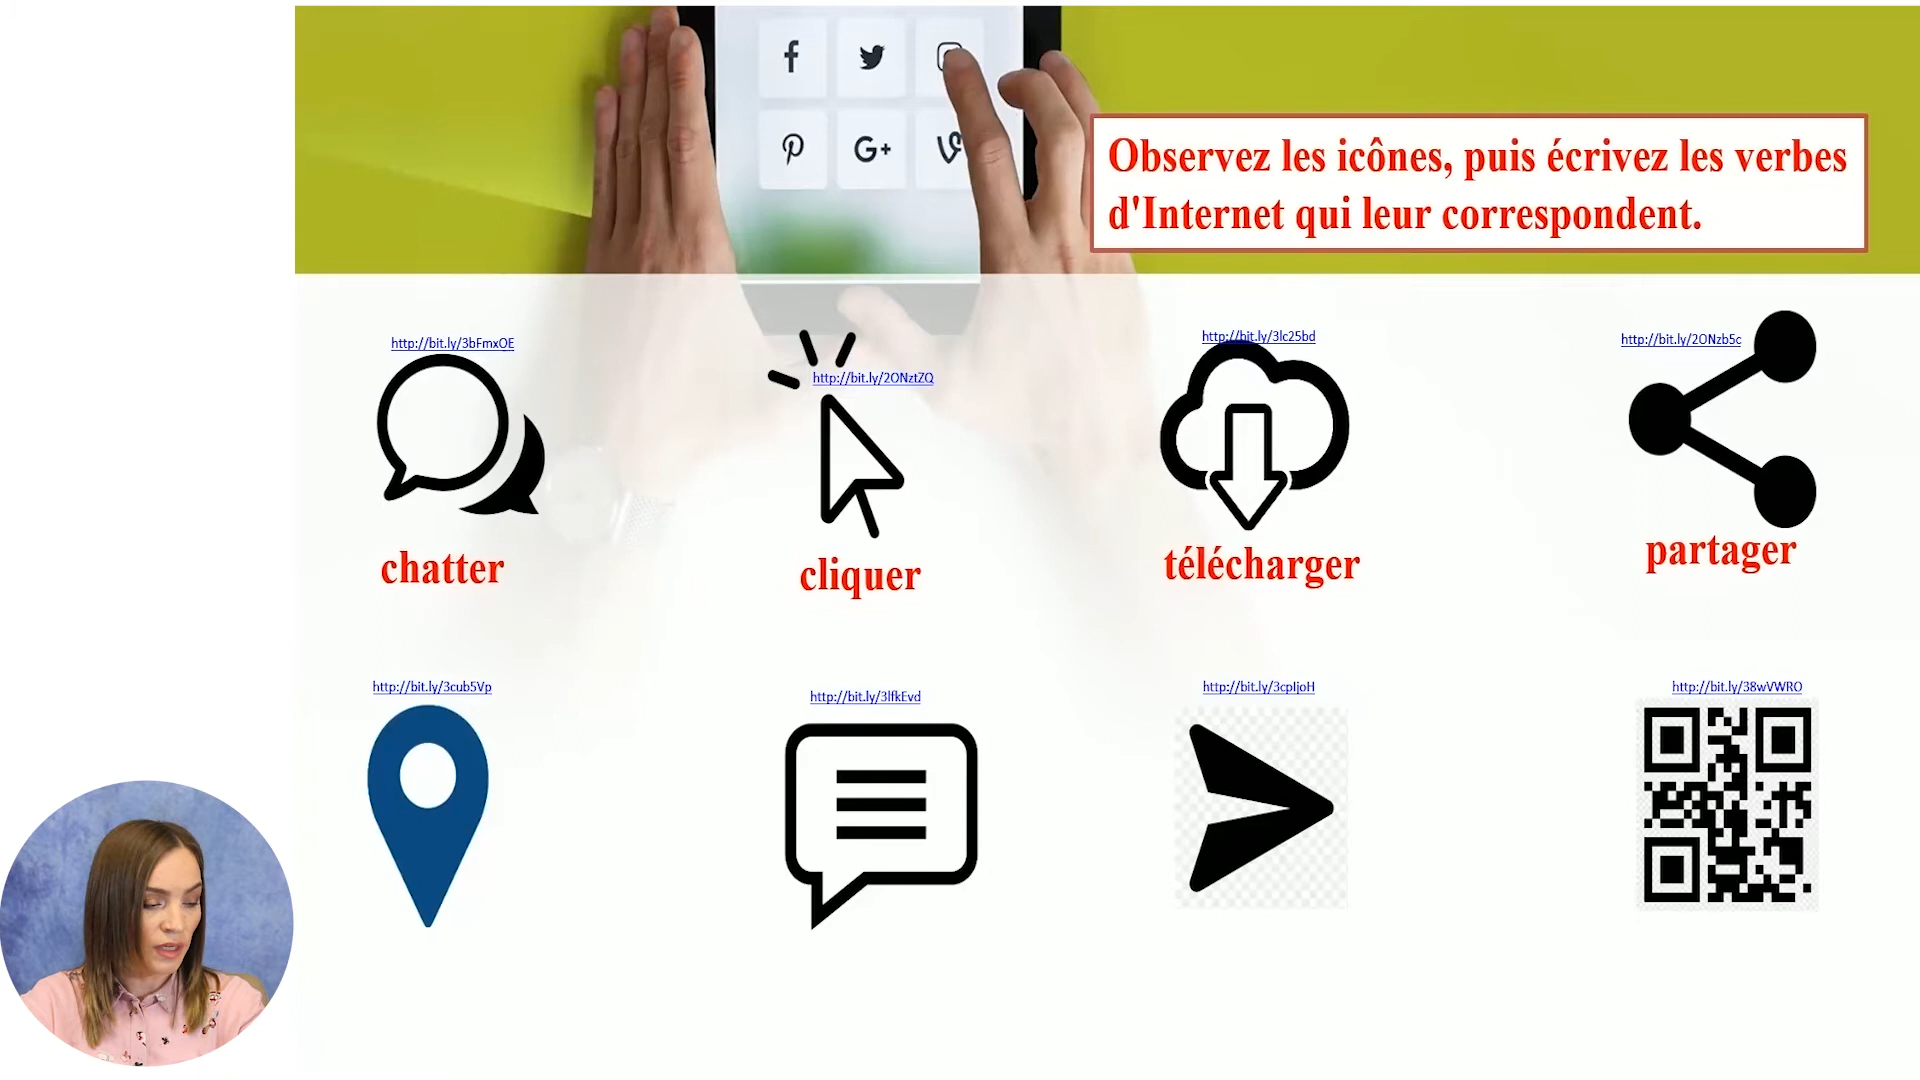 G+
Observez les icônes, puis écrivez les verbes
d'Internet qui leur correspondent.
http://bit.ly/3bFmxOE
http://bit.ly/2ONztZQ
http://bit.ly/3lc25bd
http://bit.ly/2ONzb5c
chatter
cliquer
télécharger
partager
http://bit.ly/3cub5Vp
http://bit.ly/3lfkEvd
http://bit.ly/3cpIjoH
http://bit.ly/38wVWRO